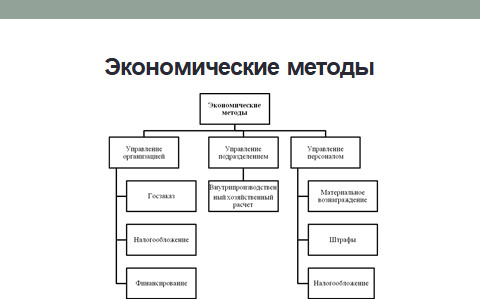 Экономические методы
Экономические
методы
Управление
организацией
Управление
подразделением
Управление
персоналом
Госзаказ
Налогообложение
Финансирование
Внутрипроизводствен
ный хозяйственный
расчет
Материальное
вознаграждение
Штрафы
Налогообложение